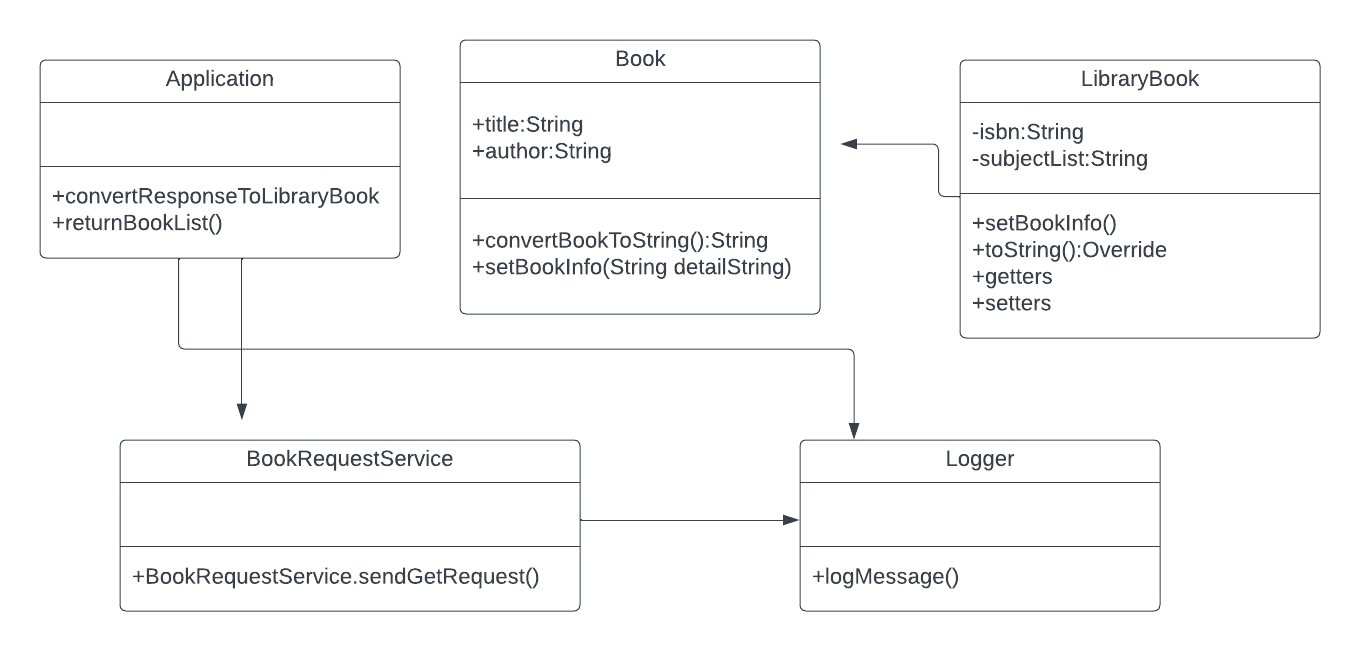 Application
+convertResponseToLibraryBook
+returnBookList()
Book
+title:String
+author:String
+convertBookToString():String
+setBookInfo(String detailString)
LibraryBook
-isbn:String
-subjectList:String
+setBookInfo()
+toString():Override
+getters
+setters
BookRequestService
+BookRequestService.sendGetRequest()
Logger
+logMessage()